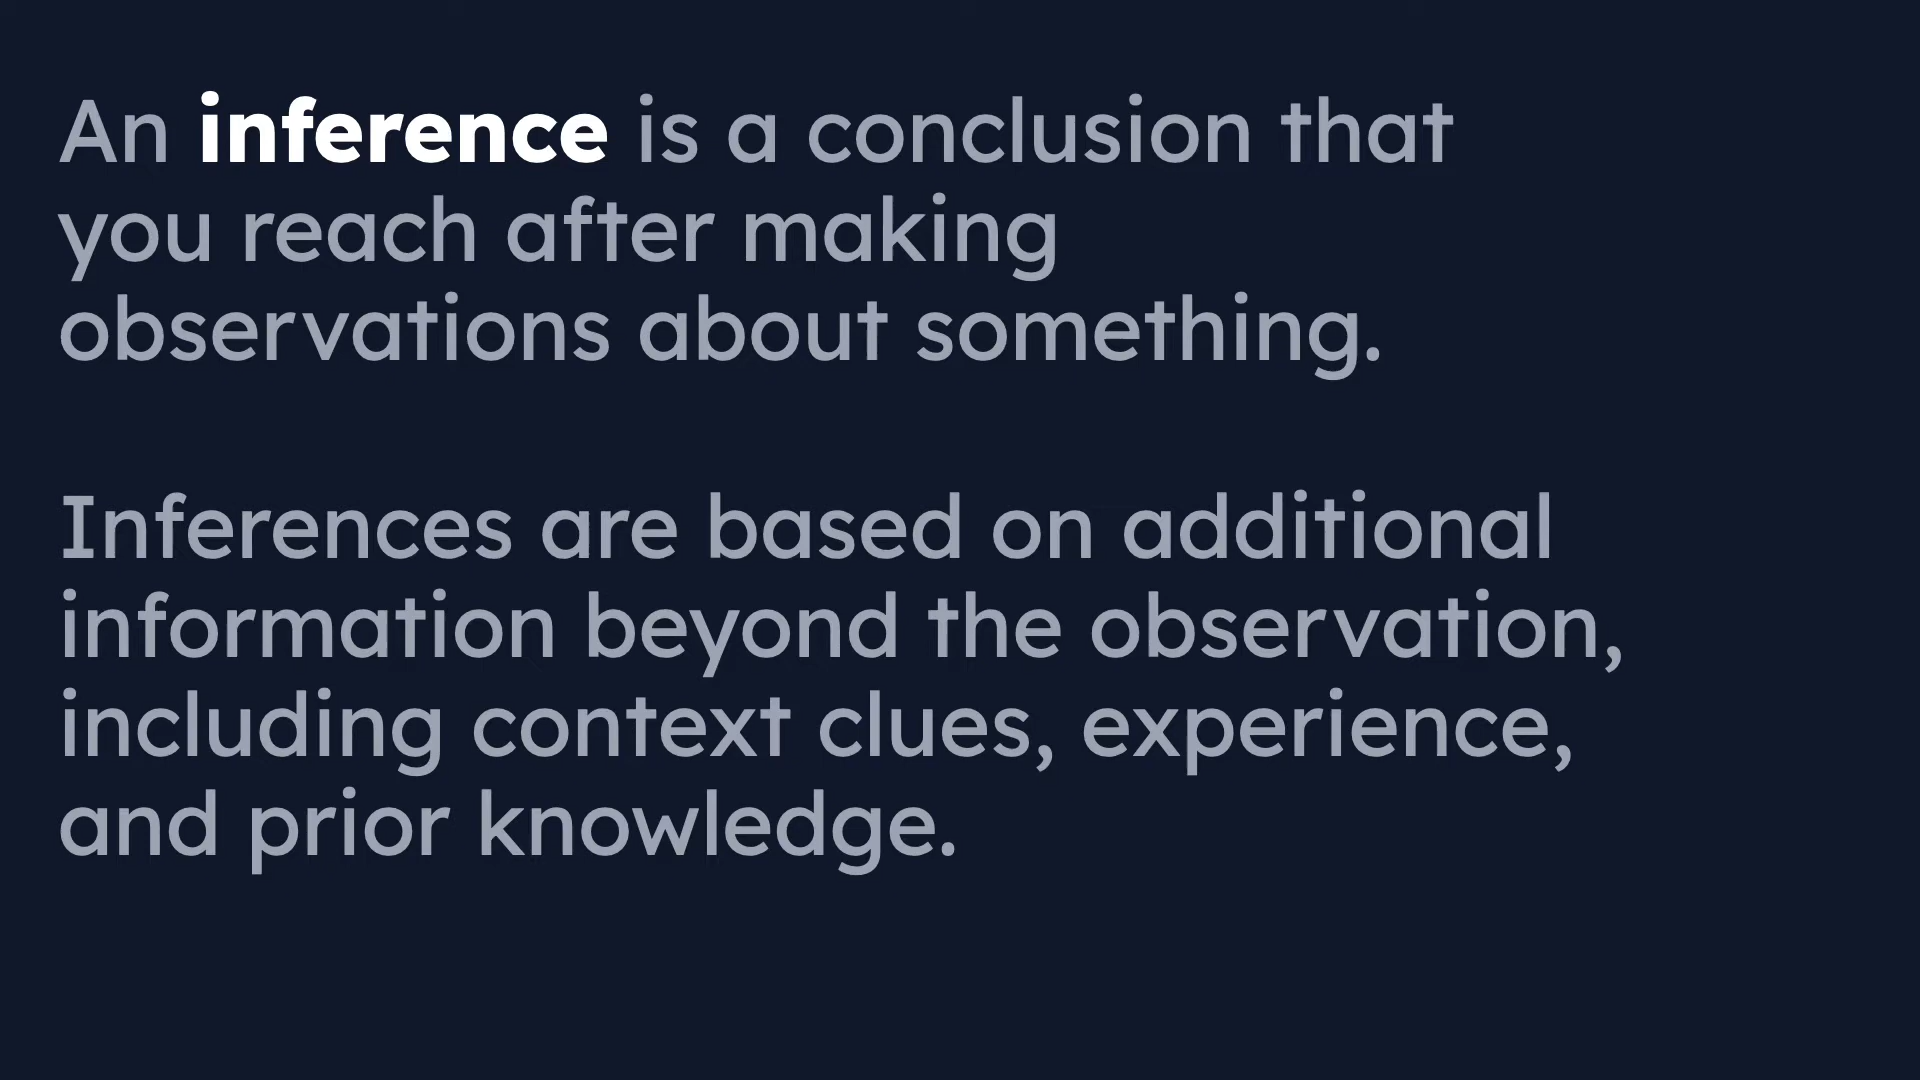 An inference is a conclusion that
you reach after making
observations about something.
Inferences are based on additional
information beyond the observation,
including context clues, experience,
and prior knowledge.